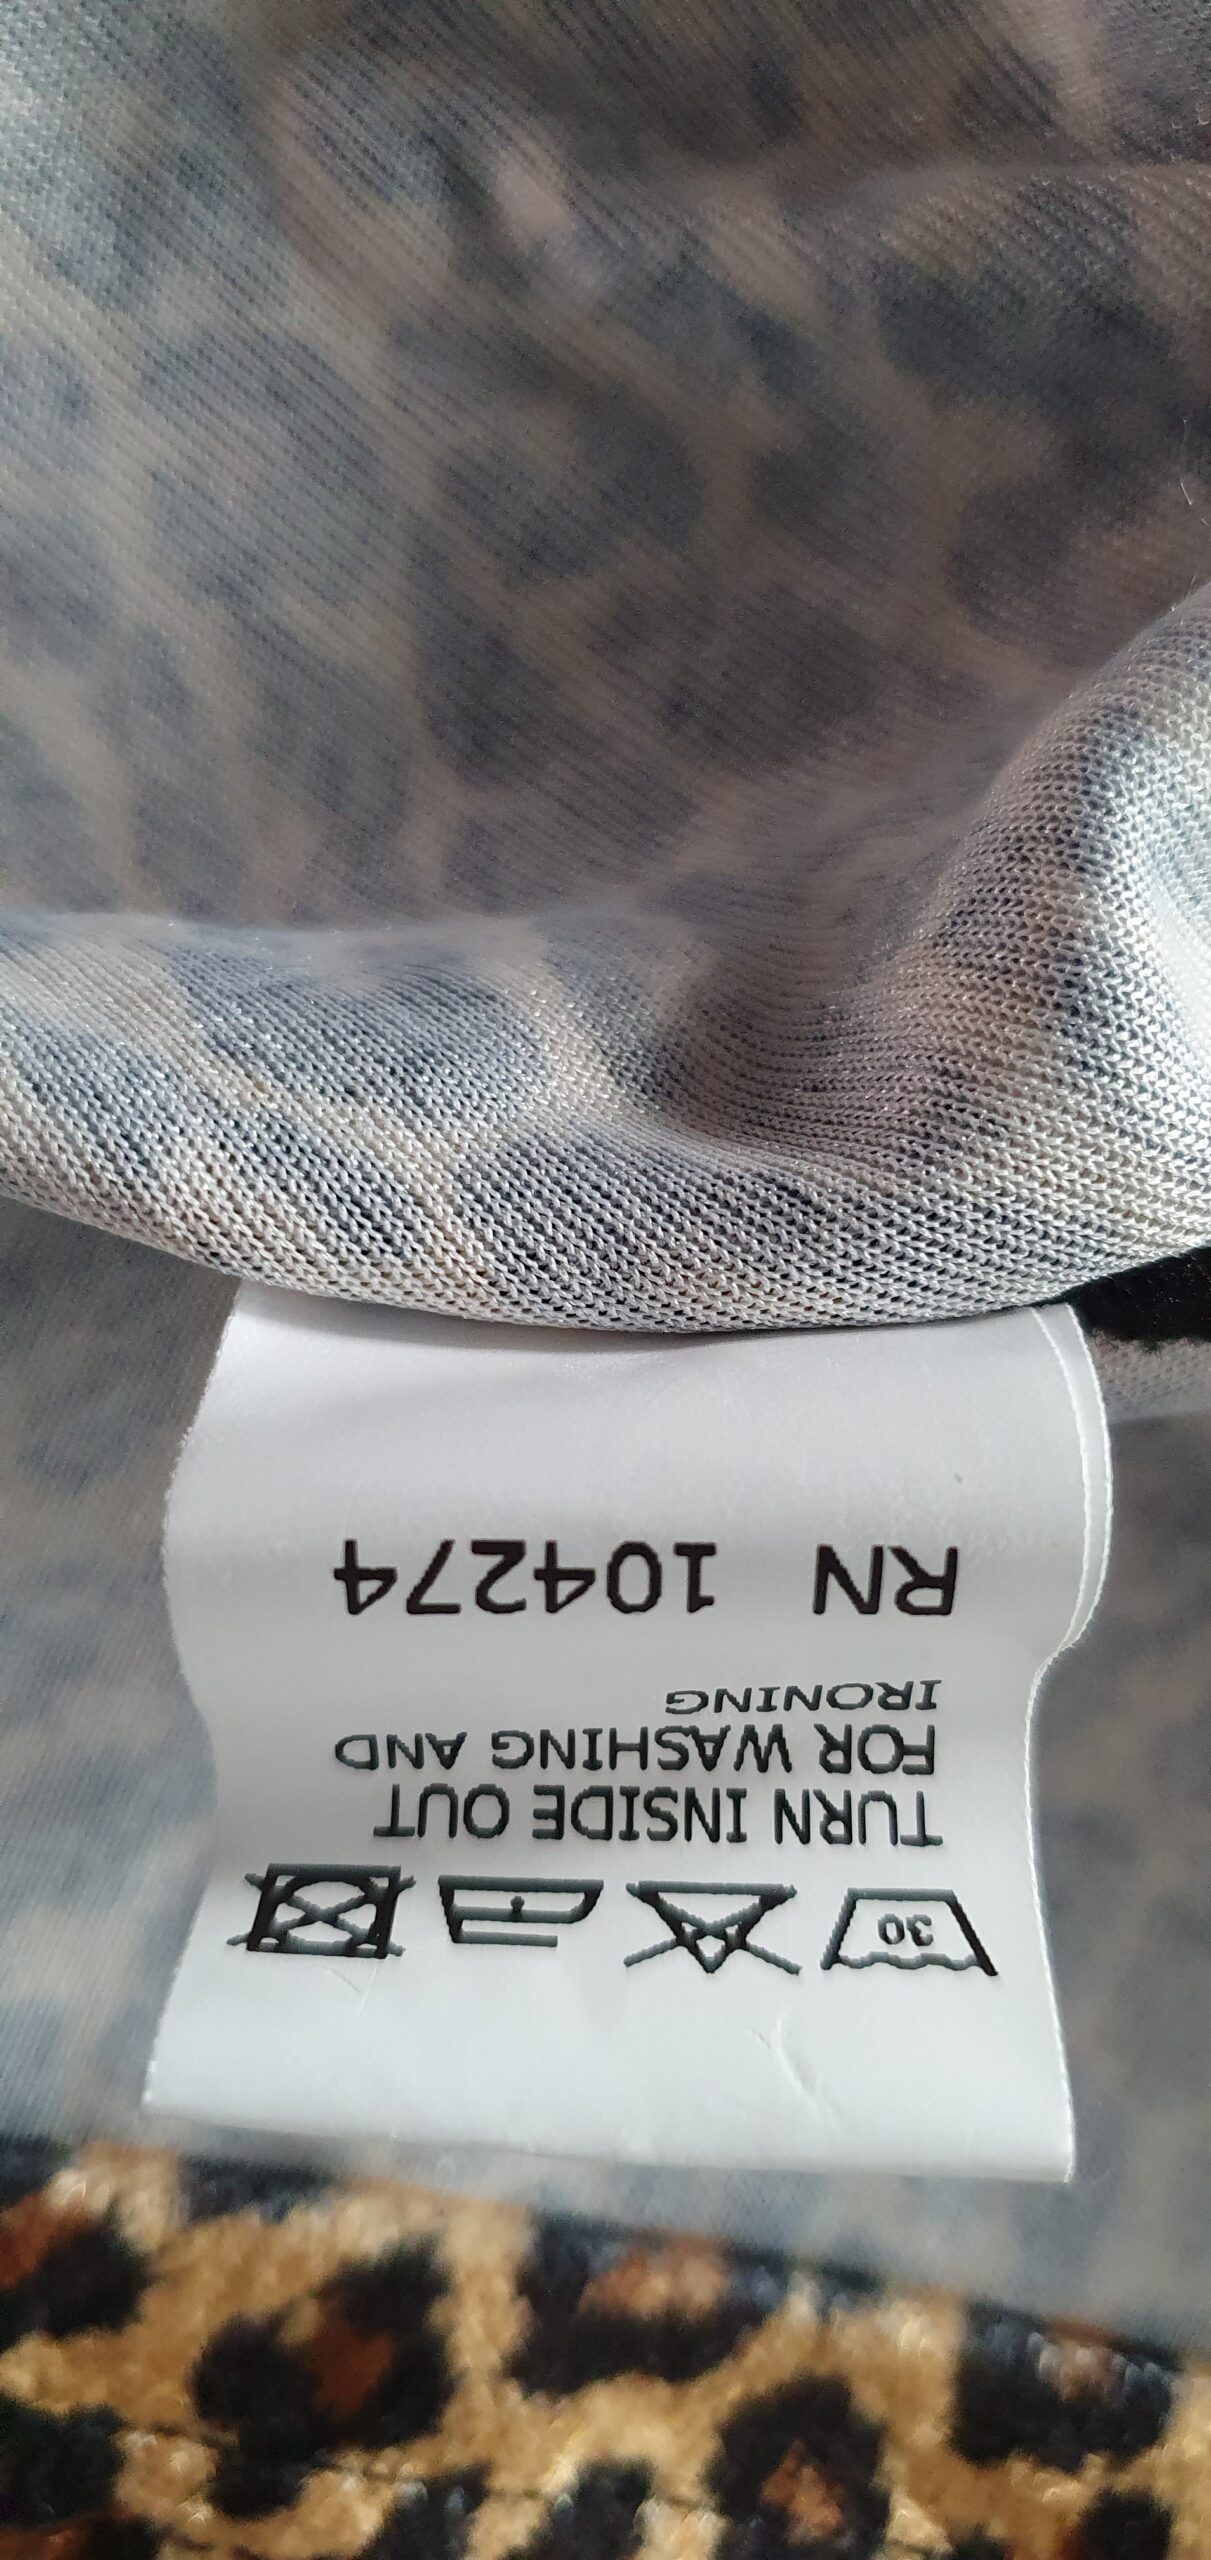 30
TURN INSIDE OUT
FOR WASHING AND
IRONING
RN 104274